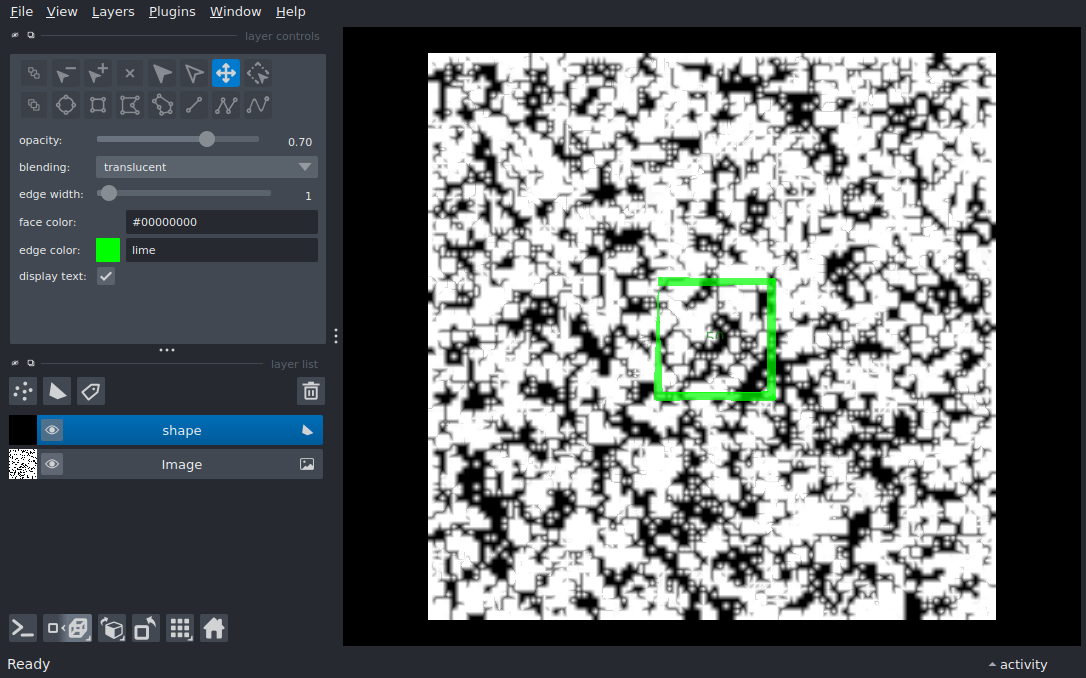 File View Layers Plugins Window Help
layer controls
opacity: 0.70
blending: translucent
edge width: 1
face color: #00000000
edge color: lime
display text:
layer list
shape
Image
Ready
activity